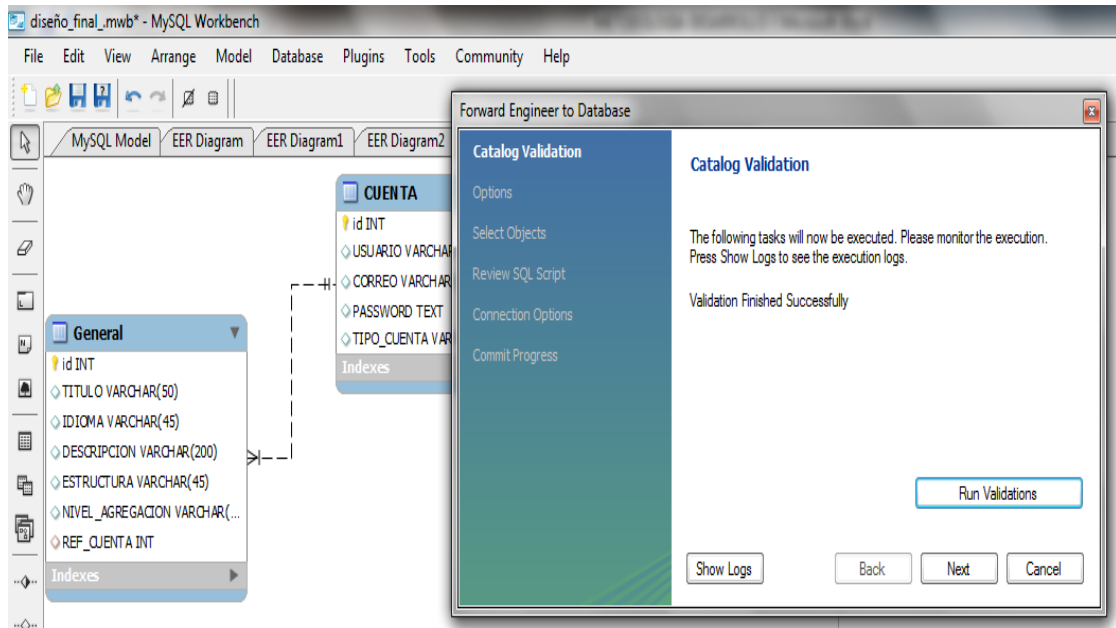 diseño_final_.mwb* - MySQL Workbench
File Edit View Arrange Model Database Plugins Tools Community Help
MySQL Model EER Diagram EER Diagram1 EER Diagram2
CUENTA
id INT
USUARIO VARCHAR
CORREO VARCHAR
PASSWORD TEXT
TIPO_CUENTA VAR
Indexes
General
id INT
TITULO VARCHAR(50)
IDIOMA VARCHAR(45)
DESCRIPCION VARCHAR(200)
ESTRUCTURA VARCHAR(45)
NIVEL_AGREGACION VARCHAR(...
REF_CUENTA INT
Indexes
Forward Engineer to Database
Catalog Validation
Options
Select Objects
Review SQL Script
Connection Options
Commit Progress
Catalog Validation
The following tasks will now be executed. Please monitor the execution.
Press Show Logs to see the execution logs.
Validation Finished Successfully
Run Validations
Show Logs Back Next Cancel